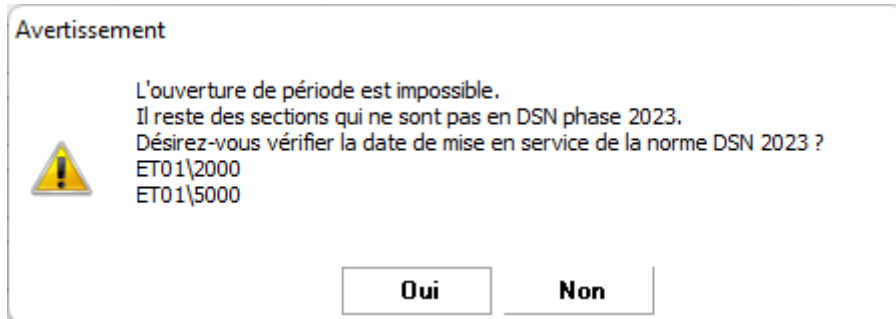 Avertissement
L'ouverture de période est impossible.
Il reste des sections qui ne sont pas en DSN phase 2023.
Désirez-vous vérifier la date de mise en service de la norme DSN 2023 ?
ET01\2000
ET01\5000
Oui Non